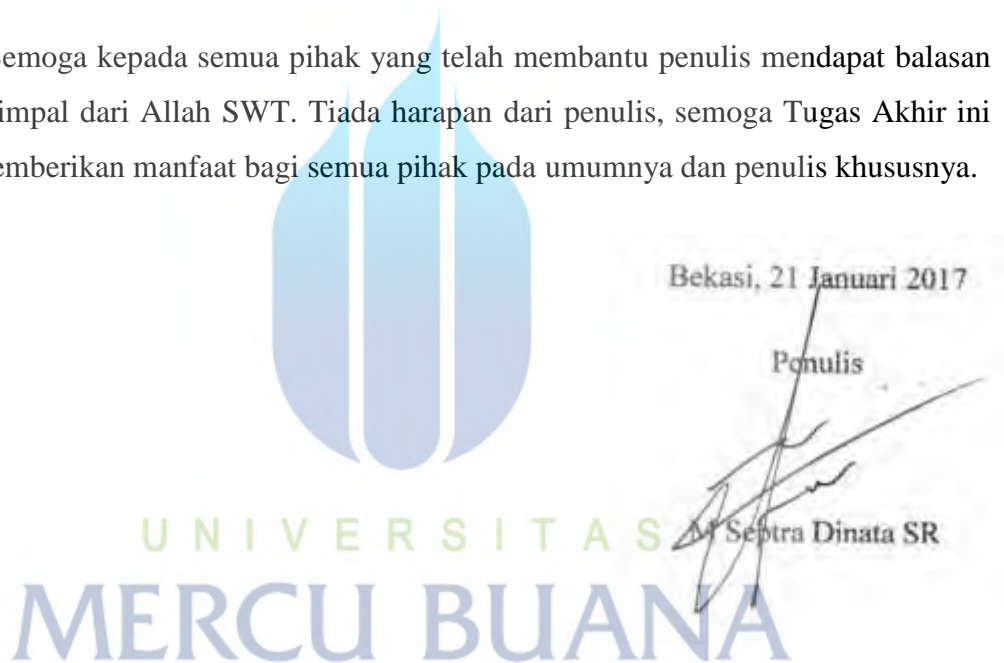 emoga kepada semua pihak yang telah membantu penulis mendapat balasan
impal dari Allah SWT. Tiada harapan dari penulis, semoga Tugas Akhir ini
emberikan manfaat bagi semua pihak pada umumnya dan penulis khususnya.
Bekasi, 21 Januari 2017
Penulis
M Septra Dinata SR
UNIVERSITAS
MERCU BUANA